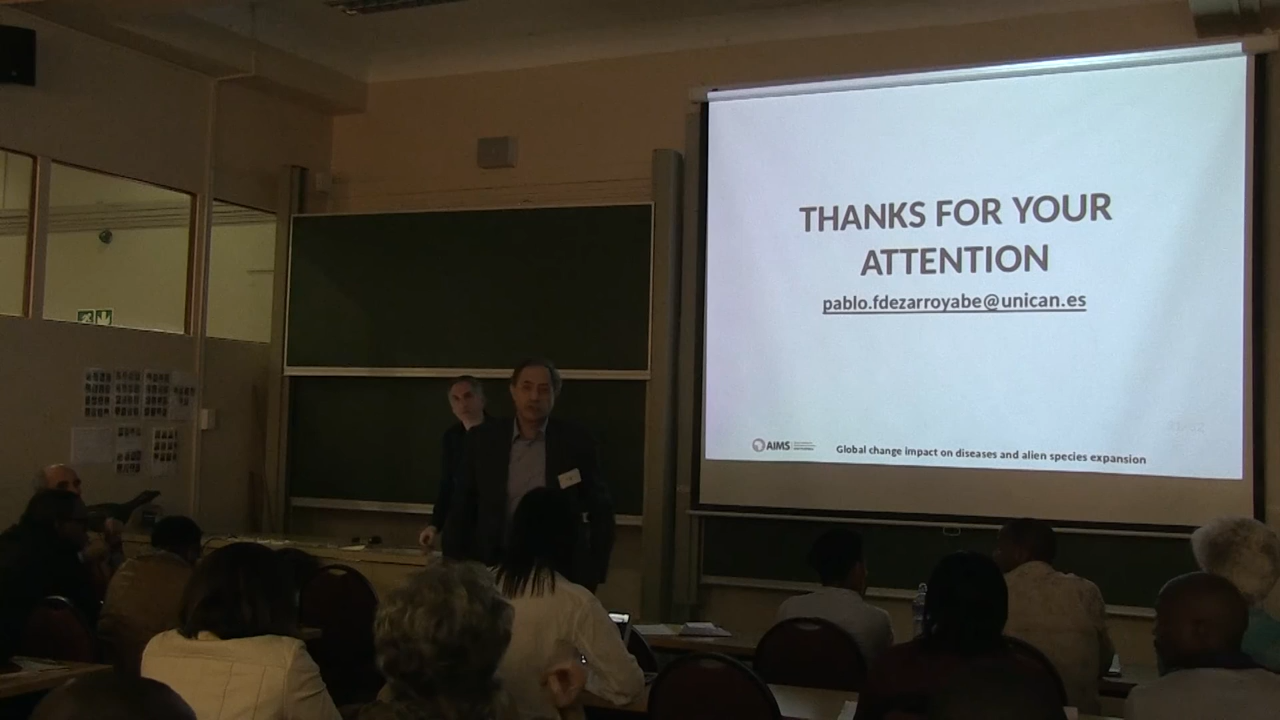 THANKS FOR YOUR
ATTENTION
pablo.fdezarroyabe@unican.es
AIMS
Global change impact on diseases and alien species expansion